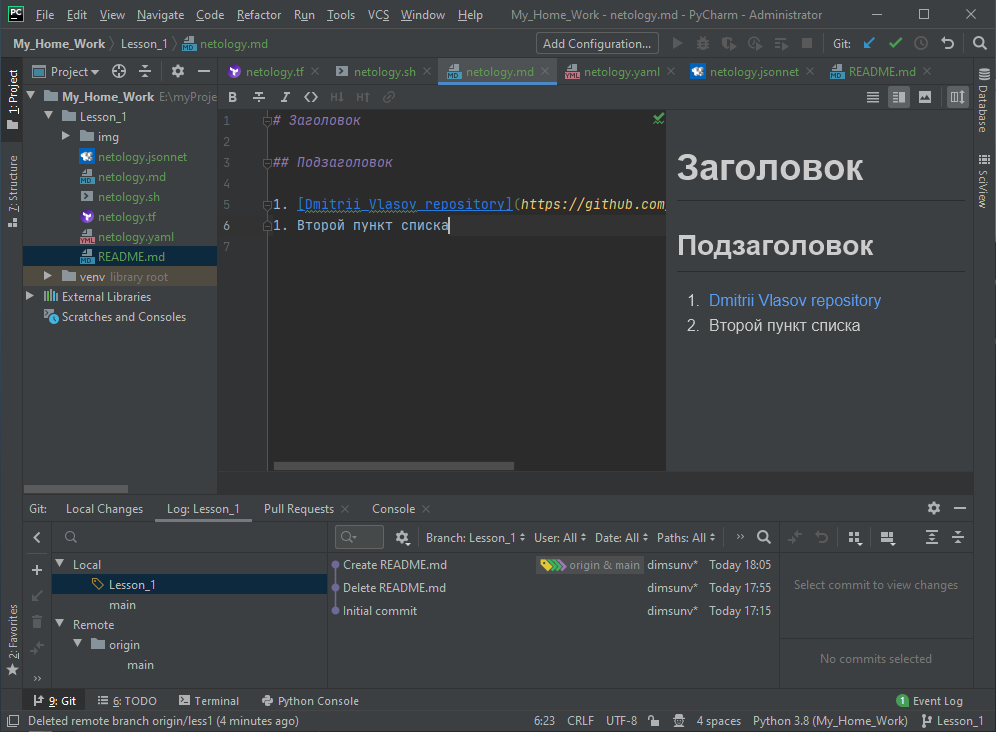 PC File Edit View Navigate Code Refactor Run Tools VCS Window Help My_Home_Work - netology.md - PyCharm - Administrator
My_Home_Work Lesson_1 netology.md Add Configuration... Git:
Project netology.tf netology.sh netology.md netology.yaml netology.jsonnet README.md
1: Project
7: Structure
2: Favorites
Database
SciView
My_Home_Work E:\myProje
Lesson_1
img
netology.jsonnet
netology.md
netology.sh
netology.tf
netology.yaml
README.md
venv library root
External Libraries
Scratches and Consoles
B I H↓ H↑
1 # Заголовок
2
3 ## Подзаголовок
4
5 1. [Dmitrii Vlasov repository](https://github.com
6 1. Второй пункт списка
7
Заголовок
Подзаголовок
1. Dmitrii Vlasov repository
2. Второй пункт списка
Git: Local Changes Log: Lesson_1 Pull Requests Console
Branch: Lesson_1 User: All Date: All Paths: All
Local
Lesson_1
main
Remote
origin
main
Create README.md origin & main dimsunv* Today 18:05
Delete README.md dimsunv* Today 17:55
Initial commit dimsunv* Today 17:15
Select commit to view changes
No commits selected
9: Git 6: TODO Terminal Python Console 1 Event Log
Deleted remote branch origin/less1 (4 minutes ago) 6:23 CRLF UTF-8 4 spaces Python 3.8 (My_Home_Work) Lesson_1